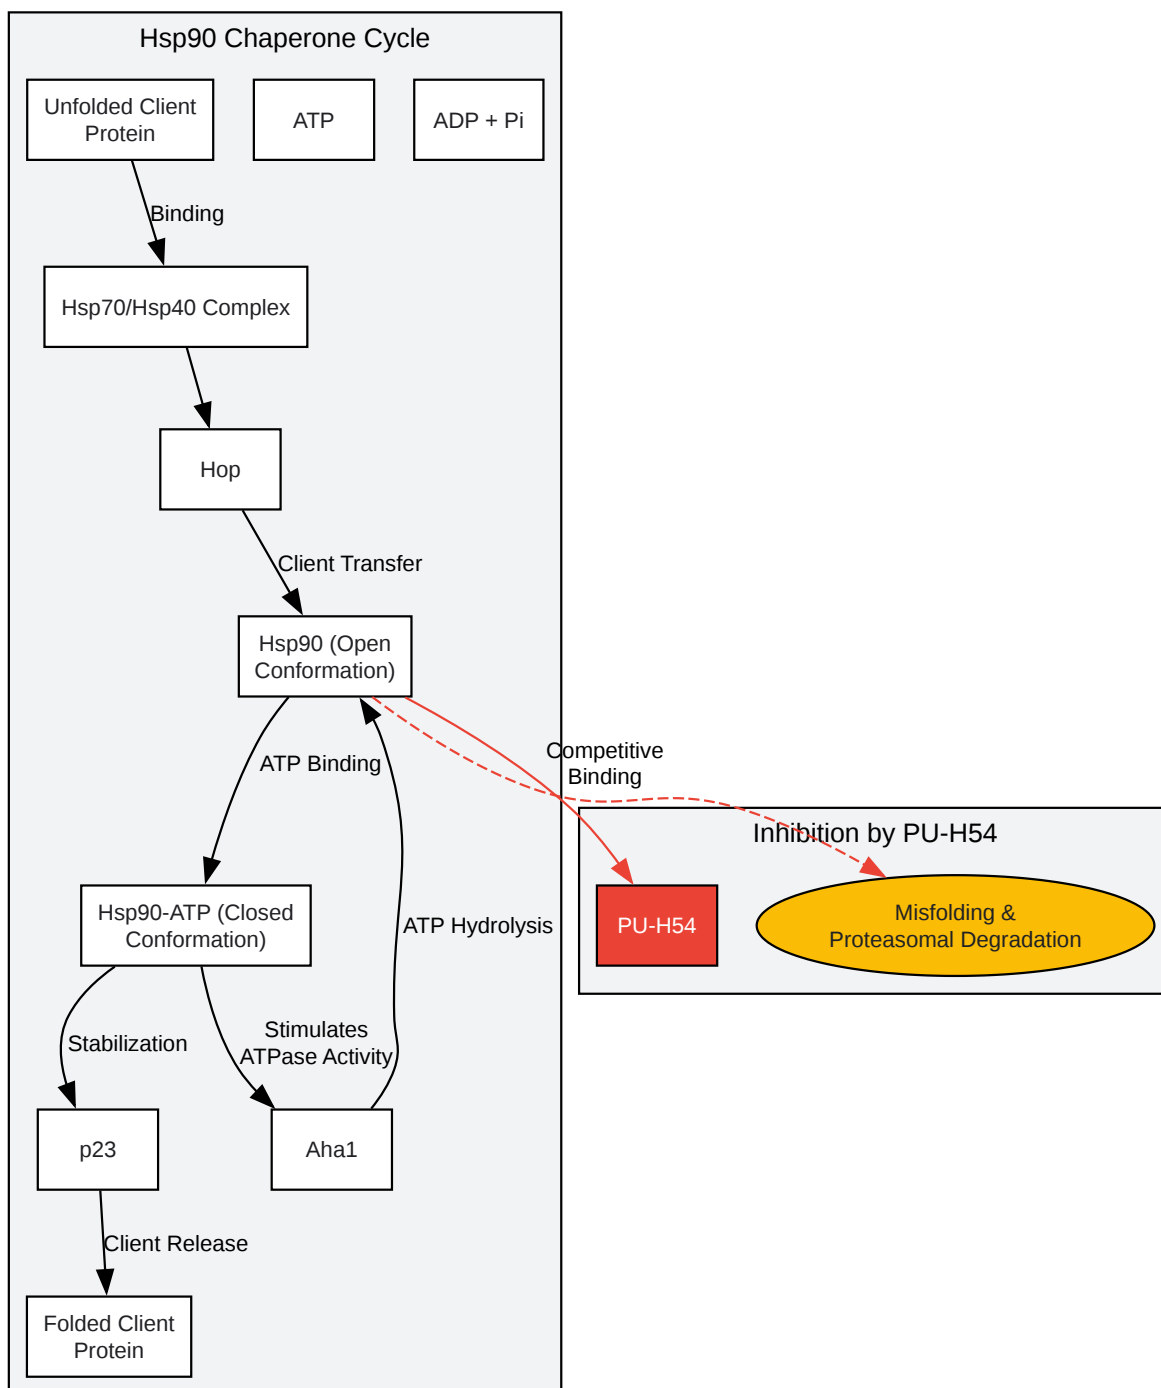 Hsp90 Chaperone Cycle
Unfolded Client
Protein
ATP
ADP + Pi
Binding
Hsp70/Hsp40 Complex
Hop
Client Transfer
Hsp90 (Open
Conformation)
ATP Binding
Competitive
Binding
Inhibition by PU-H54
Hsp90-ATP (Closed
Conformation)
ATP Hydrolysis
PU-H54
Misfolding &
Proteasomal Degradation
Stabilization
Stimulates
ATPase Activity
p23
Aha1
Client Release
Folded Client
Protein